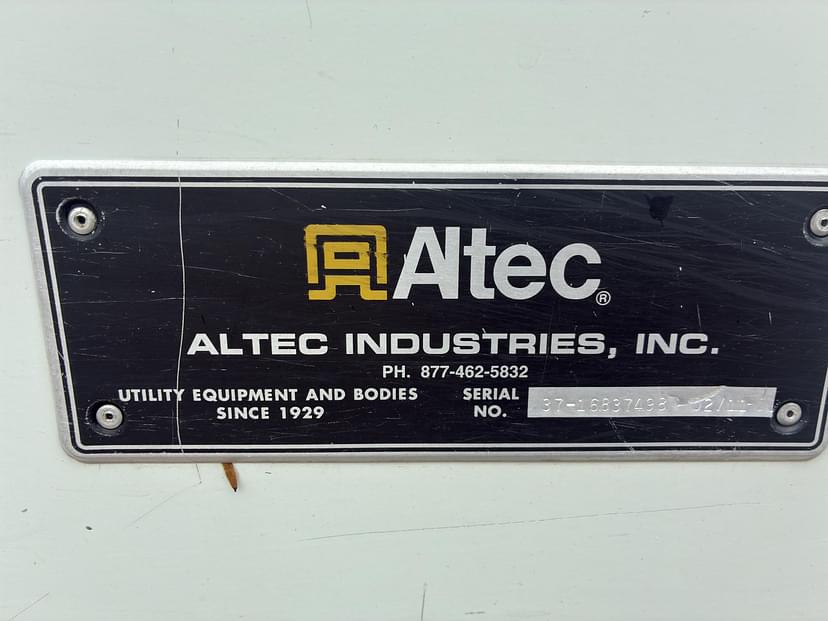 Altec®
ALTEC INDUSTRIES, INC.
PH. 877-462-5832
UTILITY EQUIPMENT AND BODIES
SINCE 1929
SERIAL
NO.